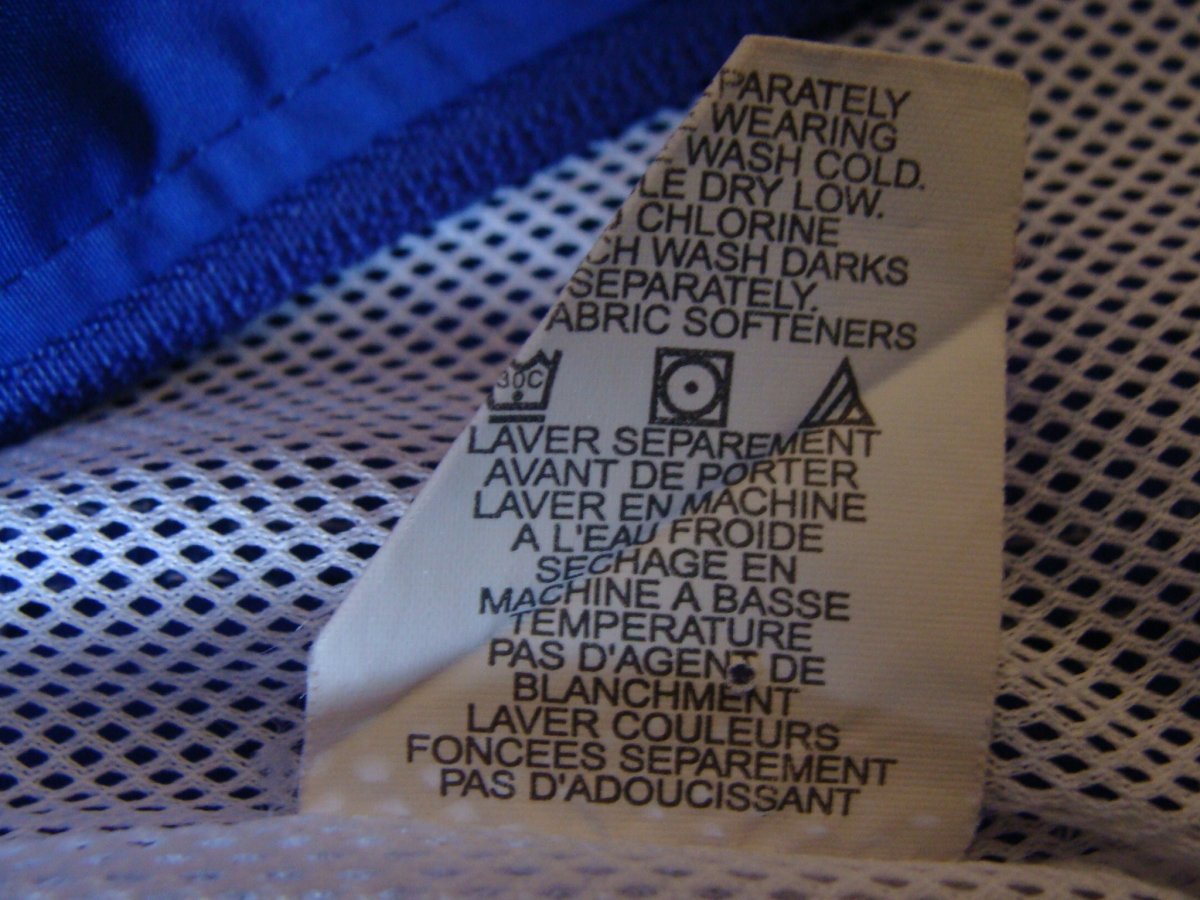 PARATELY
WEARING
WASH COLD.
LE DRY LOW.
CHLORINE
CH WASH DARKS
SEPARATELY.
ABRIC SOFTENERS
30C
LAVER SEPAREMENT
AVANT DE PORTER
LAVER EN MACHINE
A L'EAU FROIDE
SECHAGE EN
MACHINE A BASSE
TEMPERATURE
PAS D'AGENT DE
BLANCHMENT
LAVER COULEURS
FONCEES SEPAREMENT
PAS D'ADOUCISSANT